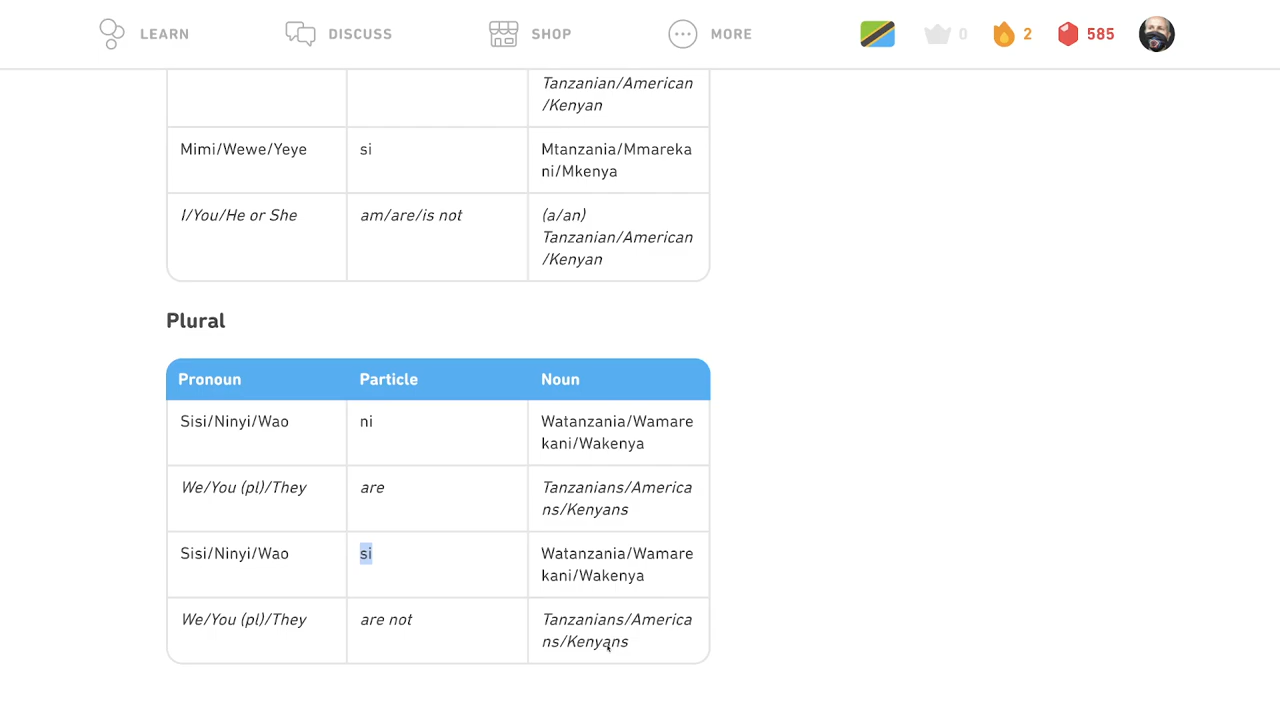 LEARN DISCUSS SHOP MORE 0 2 585
Tanzanian/American
/Kenyan
Mimi/Wewe/Yeye si Mtanzania/Mmareka
ni/Mkenya
I/You/He or She am/are/is not (a/an)
Tanzanian/American
/Kenyan
Plural
Pronoun Particle Noun
Sisi/Ninyi/Wao ni Watanzania/Wamare
kani/Wakenya
We/You (pl)/They are Tanzanians/America
ns/Kenyans
Sisi/Ninyi/Wao si Watanzania/Wamare
kani/Wakenya
We/You (pl)/They are not Tanzanians/America
ns/Kenyans